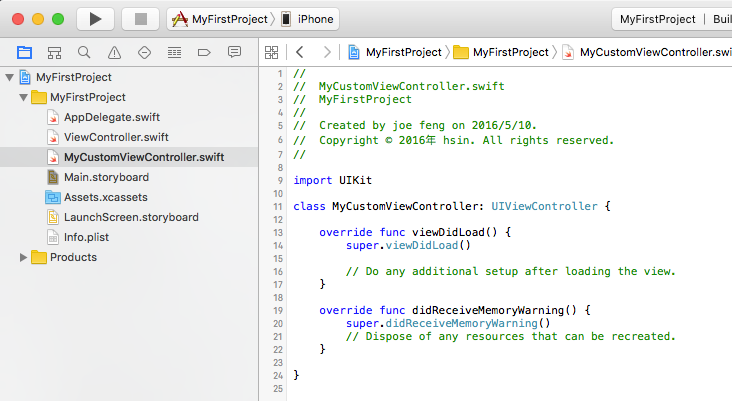 MyFirstProject iPhone
MyFirstProject Buil
MyFirstProject MyFirstProject MyCustomViewController.swi
MyFirstProject
MyFirstProject
AppDelegate.swift
ViewController.swift
MyCustomViewController.swift
Main.storyboard
Assets.xcassets
LaunchScreen.storyboard
Info.plist
Products
1 //
2 // MyCustomViewController.swift
3 // MyFirstProject
4 //
5 // Created by joe feng on 2016/5/10.
6 // Copyright © 2016年 hsin. All rights reserved.
7 //
8
9 import UIKit
10
11 class MyCustomViewController: UIViewController {
12
13 override func viewDidLoad() {
14 super.viewDidLoad()
15
16 // Do any additional setup after loading the view.
17 }
18
19 override func didReceiveMemoryWarning() {
20 super.didReceiveMemoryWarning()
21 // Dispose of any resources that can be recreated.
22 }
23
24 }
25